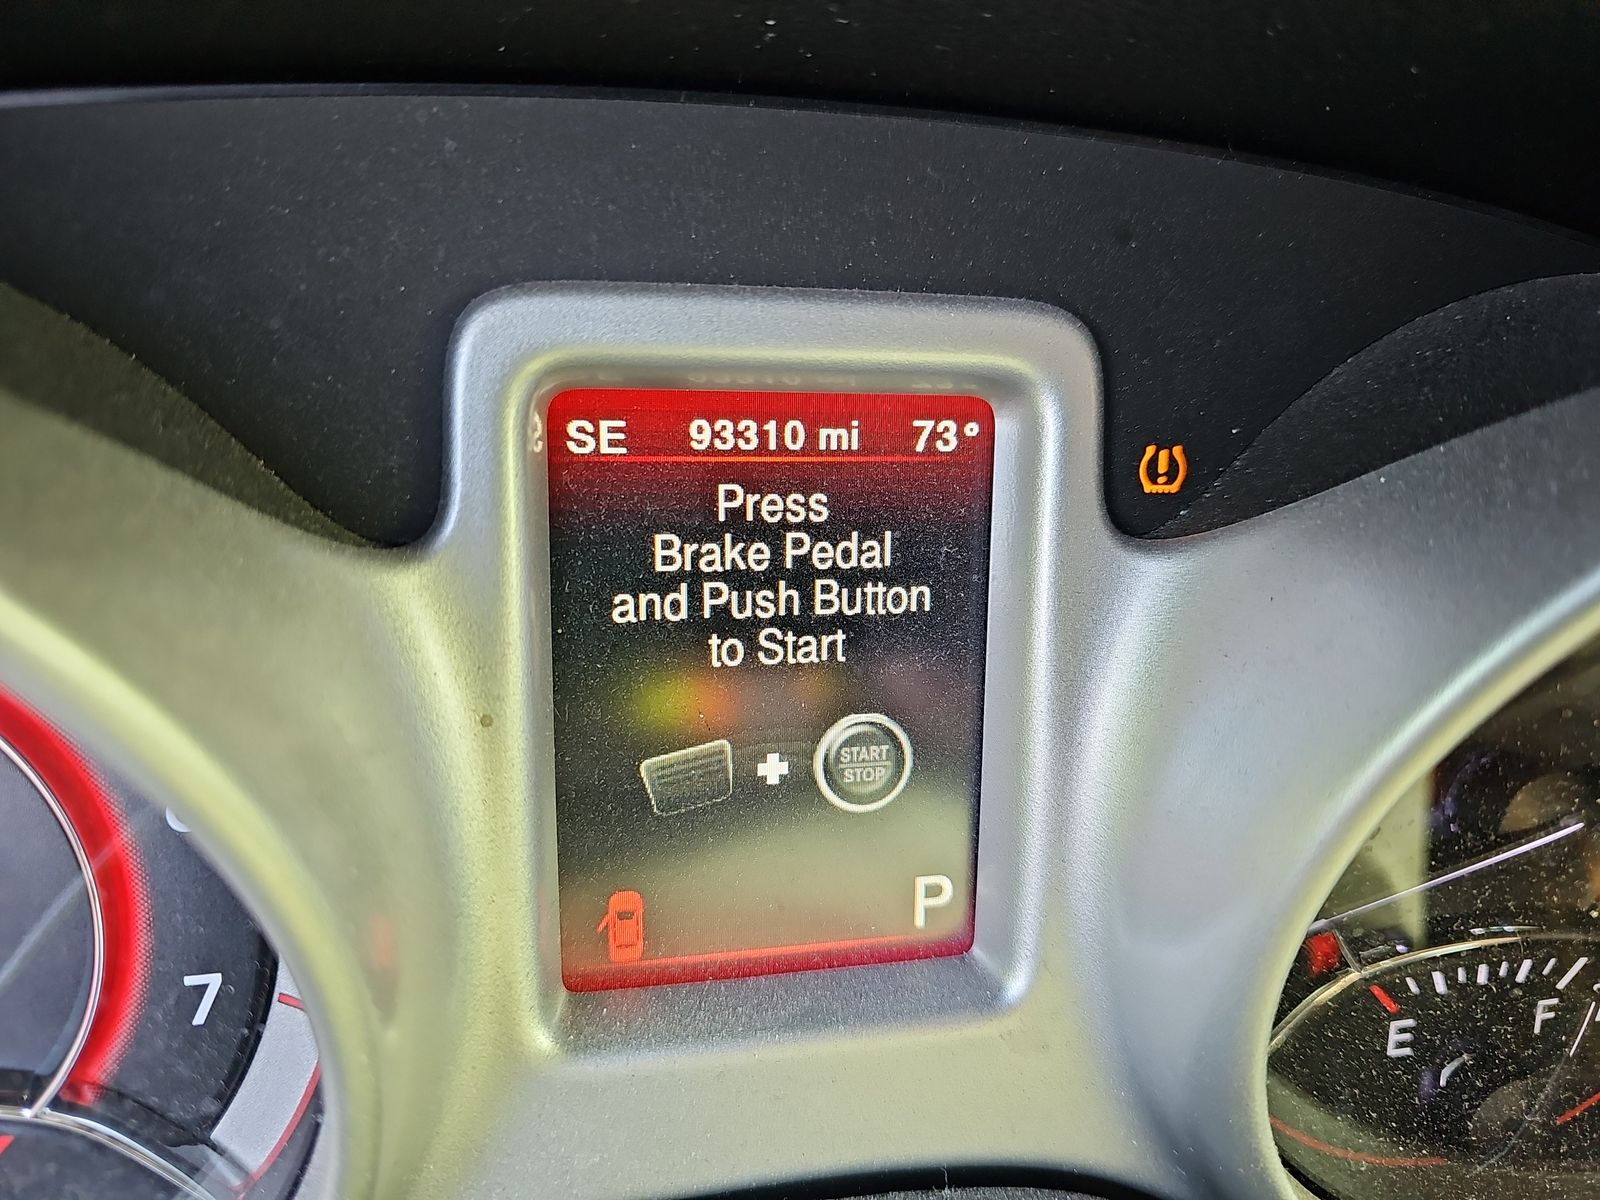 SE 93310 mi 73°
Press
Brake Pedal
and Push Button
to Start
START
STOP
P
7
E F